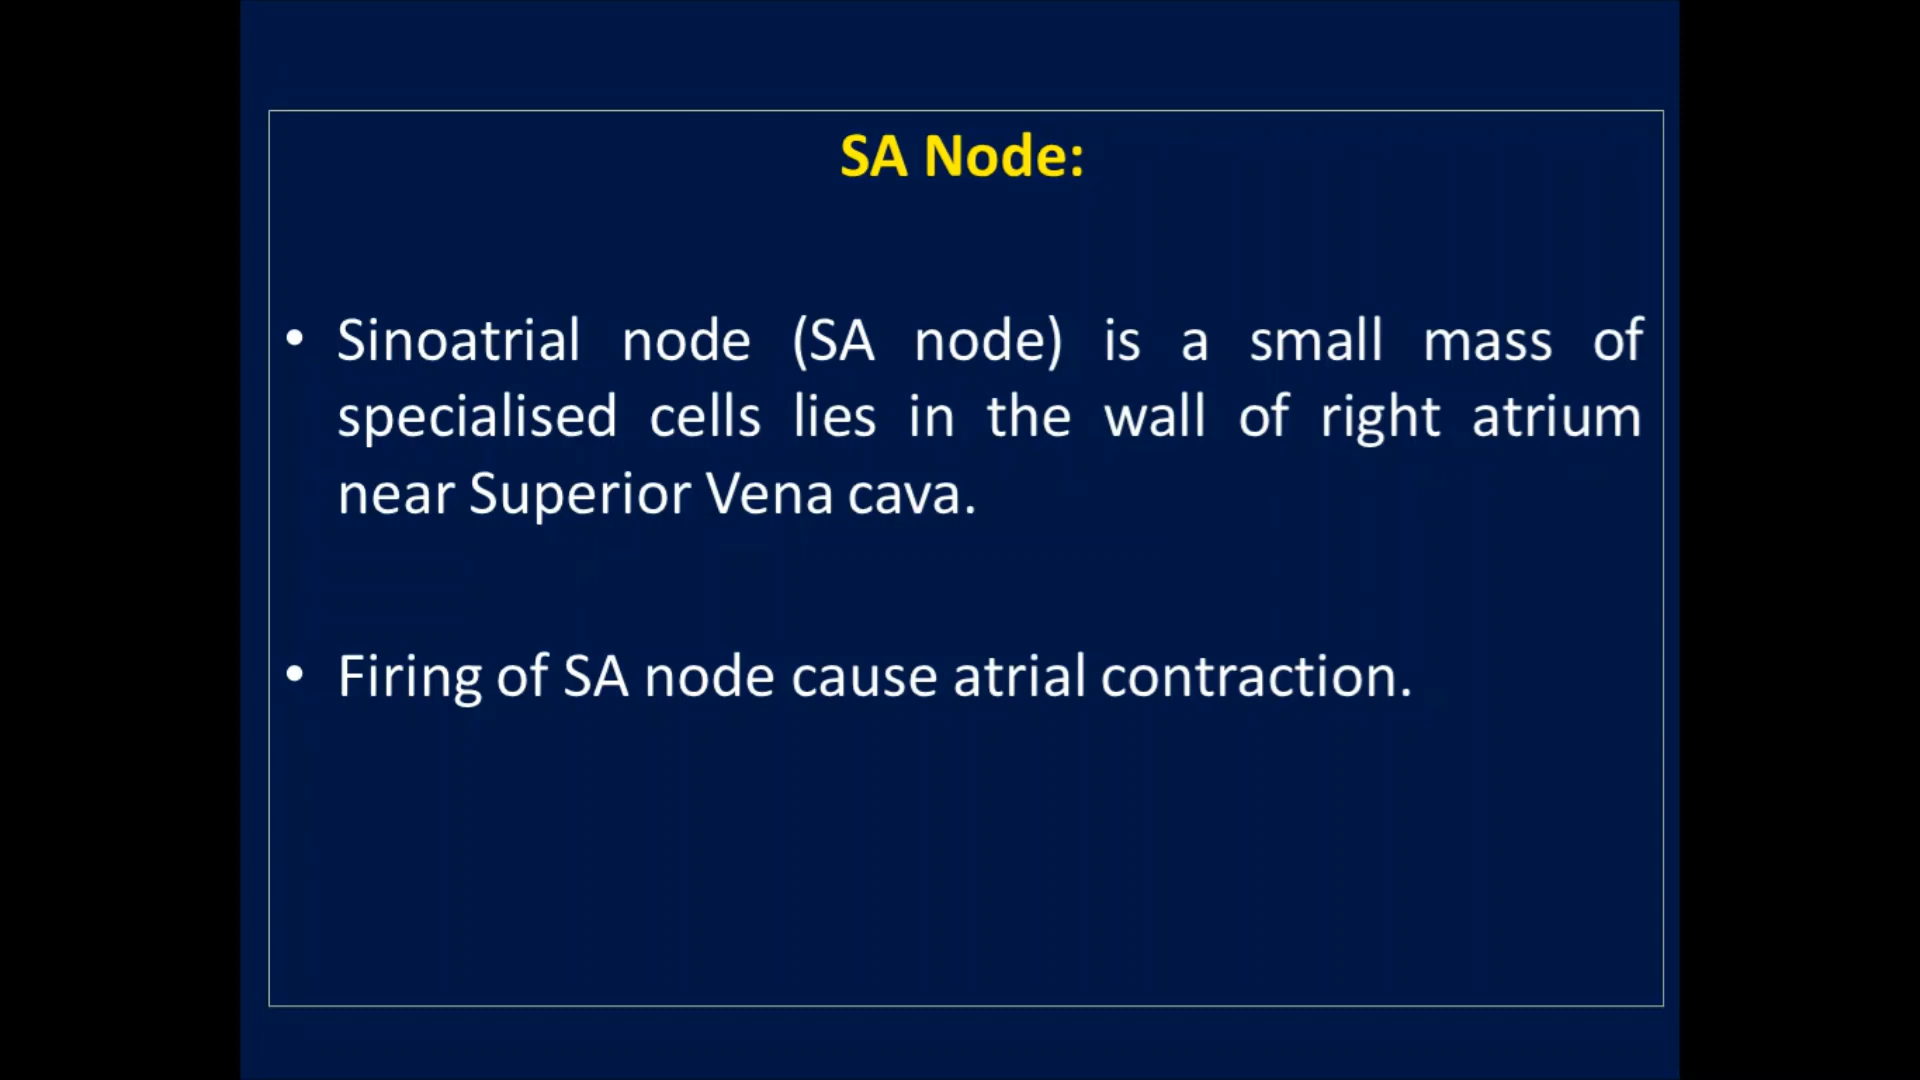 SA Node:
• Sinoatrial node (SA node) is a small mass of
specialised cells lies in the wall of right atrium
near Superior Vena cava.
• Firing of SA node cause atrial contraction.